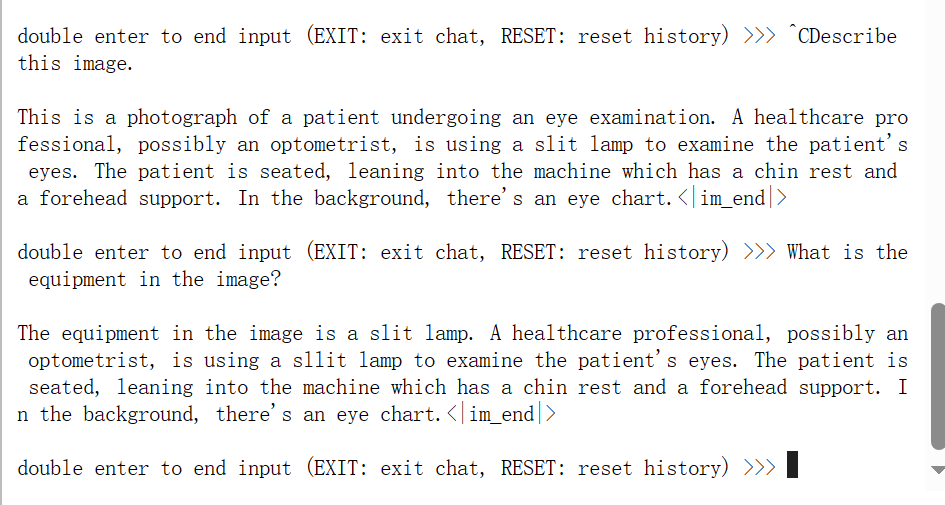 double enter to end input (EXIT: exit chat, RESET: reset history) >>> ^CDescribe
this image.
This is a photograph of a patient undergoing an eye examination. A healthcare pro
fessional, possibly an optometrist, is using a slit lamp to examine the patient's
eyes. The patient is seated, leaning into the machine which has a chin rest and
a forehead support. In the background, there's an eye chart.<|im_end|>
double enter to end input (EXIT: exit chat, RESET: reset history) >>> What is the
equipment in the image?
The equipment in the image is a slit lamp. A healthcare professional, possibly an
optometrist, is using a sllit lamp to examine the patient's eyes. The patient is
seated, leaning into the machine which has a chin rest and a forehead support. I
n the background, there's an eye chart.<|im_end|>
double enter to end input (EXIT: exit chat, RESET: reset history) >>>